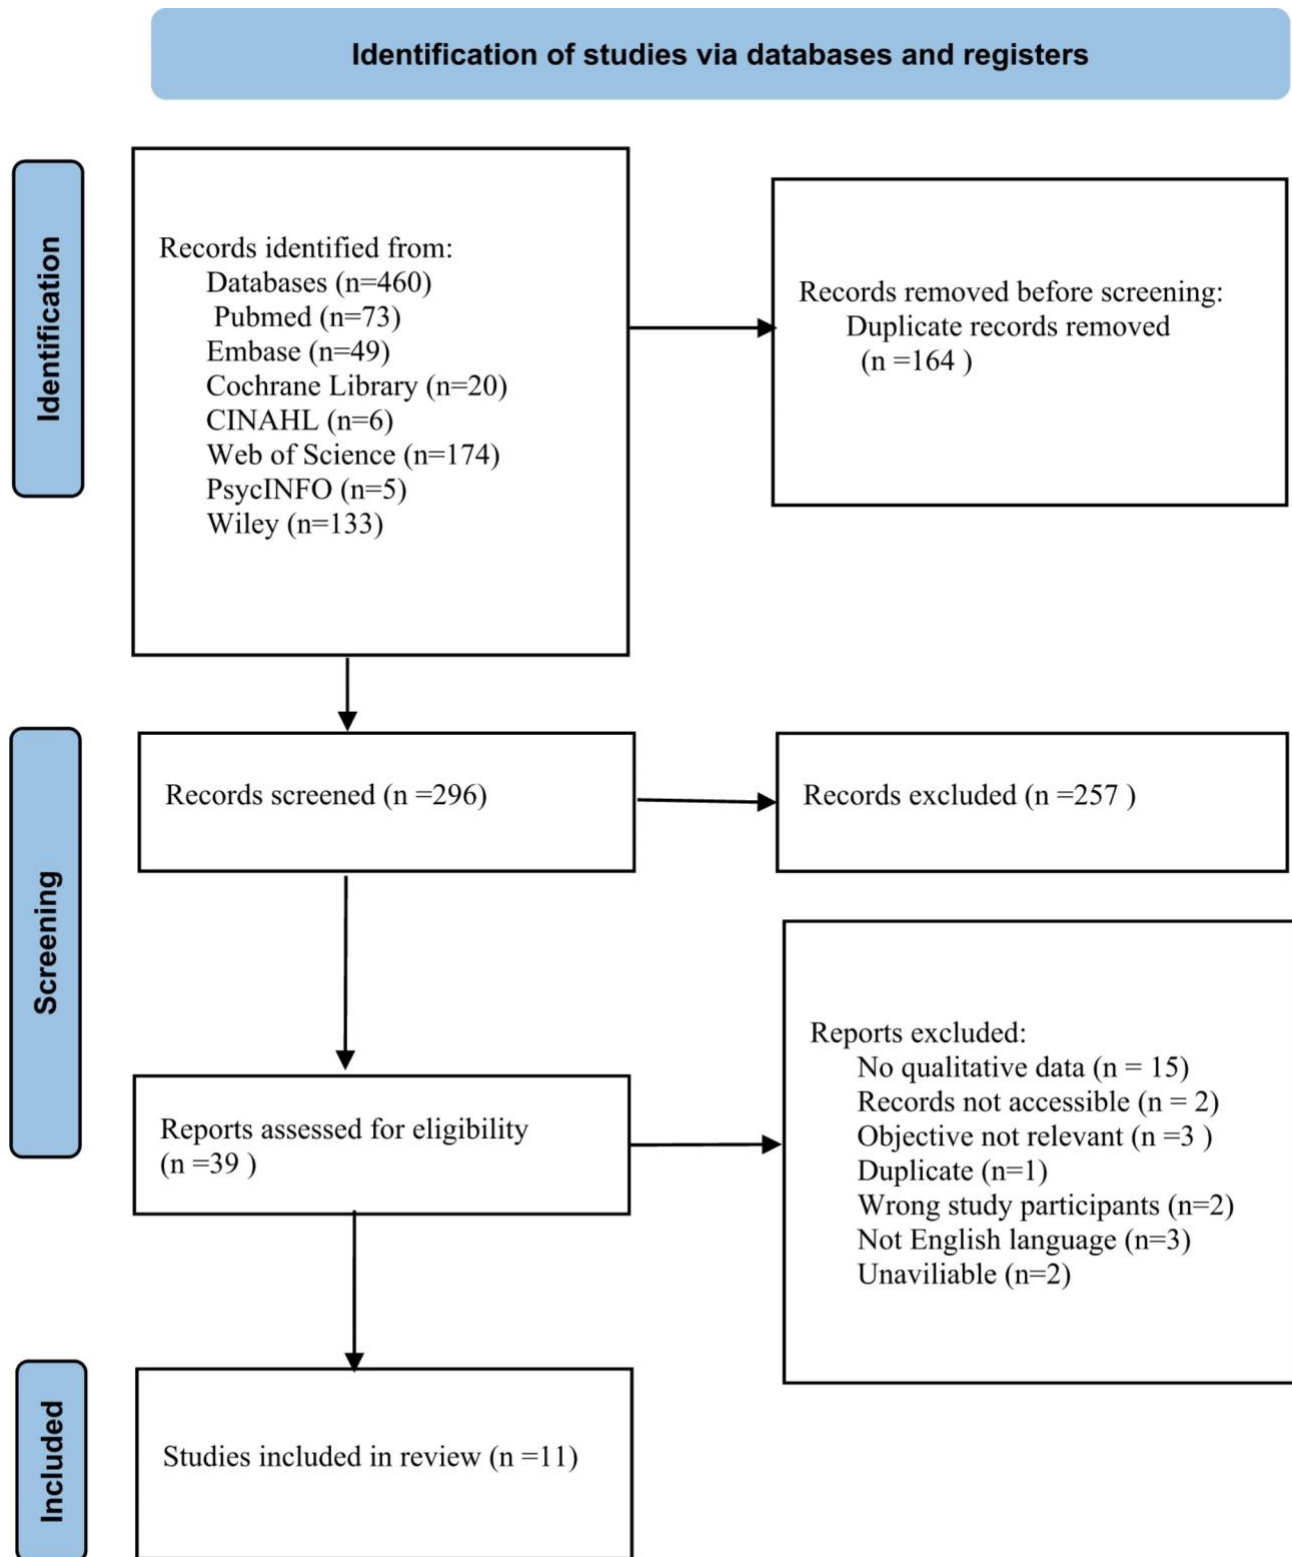 Identification of studies via databases and registers
Identification
Records identified from:
Databases (n=460)
Pubmed (n=73)
Embase (n=49)
Cochrane Library (n=20)
CINAHL (n=6)
Web of Science (n=174)
PsycINFO (n=5)
Wiley (n=133)
Records removed before screening:
Duplicate records removed
(n =164 )
Screening
Records screened (n =296)
Records excluded (n =257 )
Reports assessed for eligibility
(n =39 )
Reports excluded:
No qualitative data (n = 15)
Records not accessible (n = 2)
Objective not relevant (n =3 )
Duplicate (n=1)
Wrong study participants (n=2)
Not English language (n=3)
Unaviliable (n=2)
Included
Studies included in review (n =11)